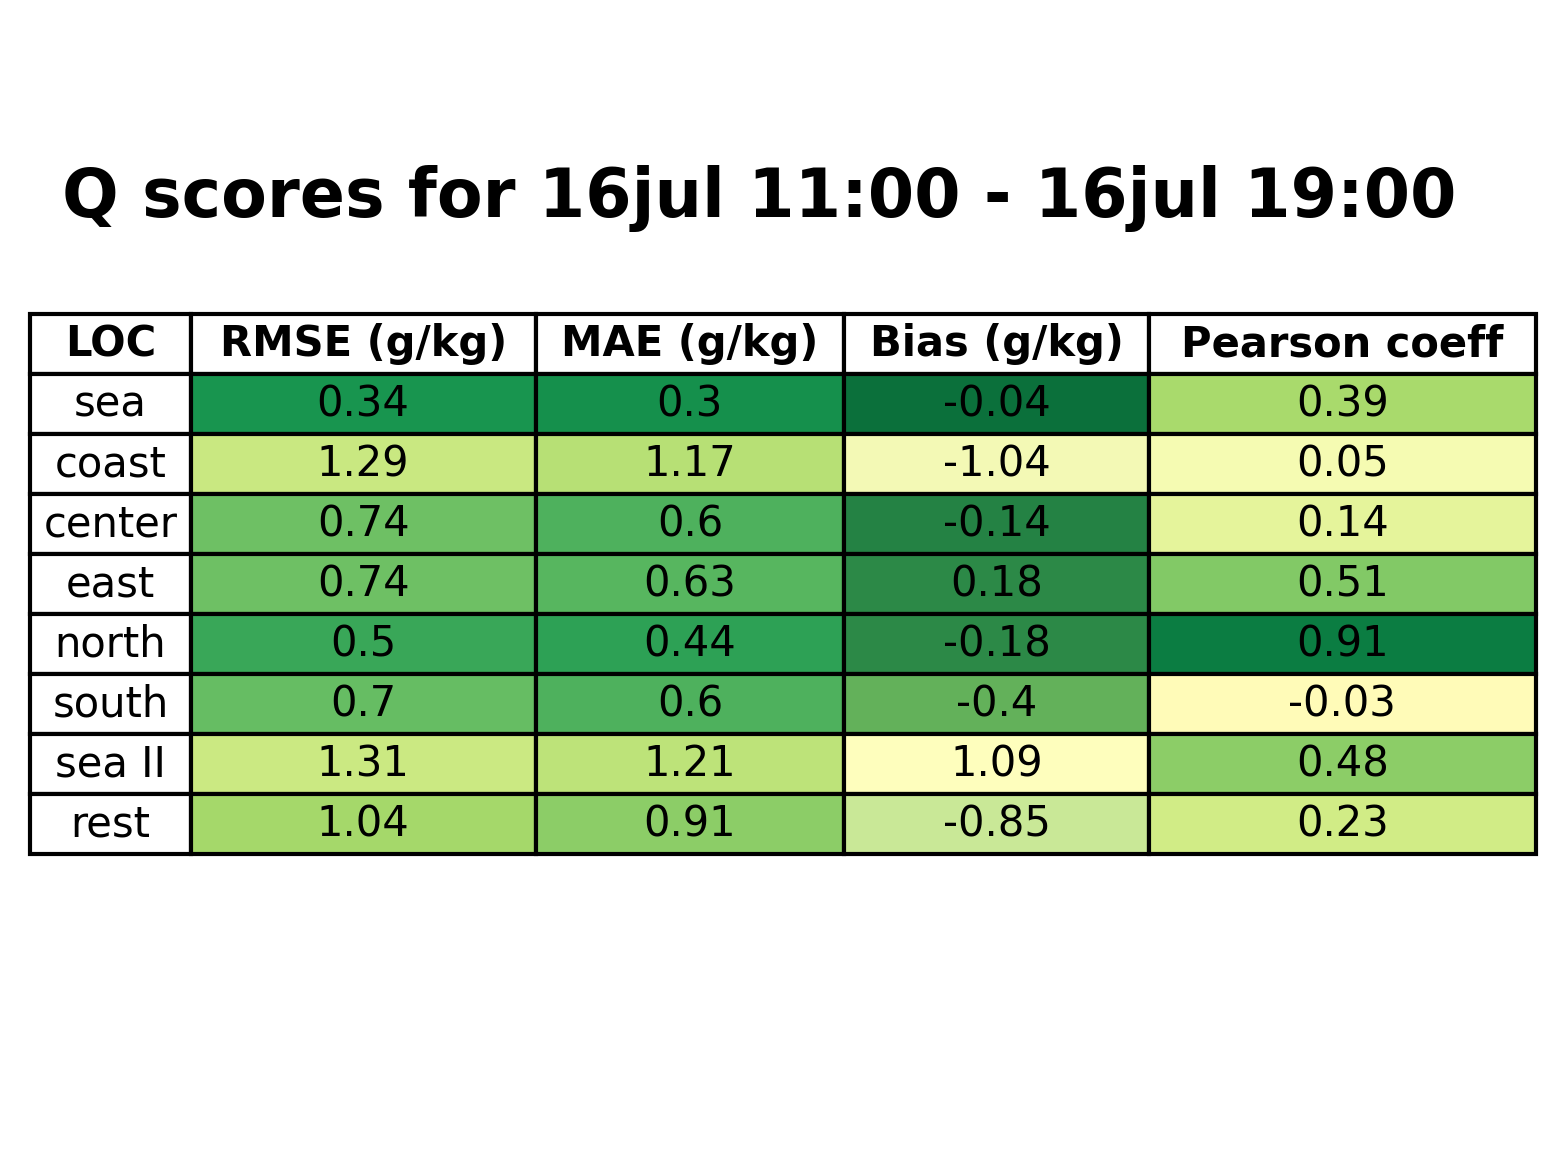 Q scores for 16jul 11:00 - 16jul 19:00
LOC RMSE (g/kg) MAE (g/kg) Bias (g/kg) Pearson coeff
sea 0.34 0.3 -0.04 0.39
coast 1.29 1.17 -1.04 0.05
center 0.74 0.6 -0.14 0.14
east 0.74 0.63 0.18 0.51
north 0.5 0.44 -0.18 0.91
south 0.7 0.6 -0.4 -0.03
sea II 1.31 1.21 1.09 0.48
rest 1.04 0.91 -0.85 0.23